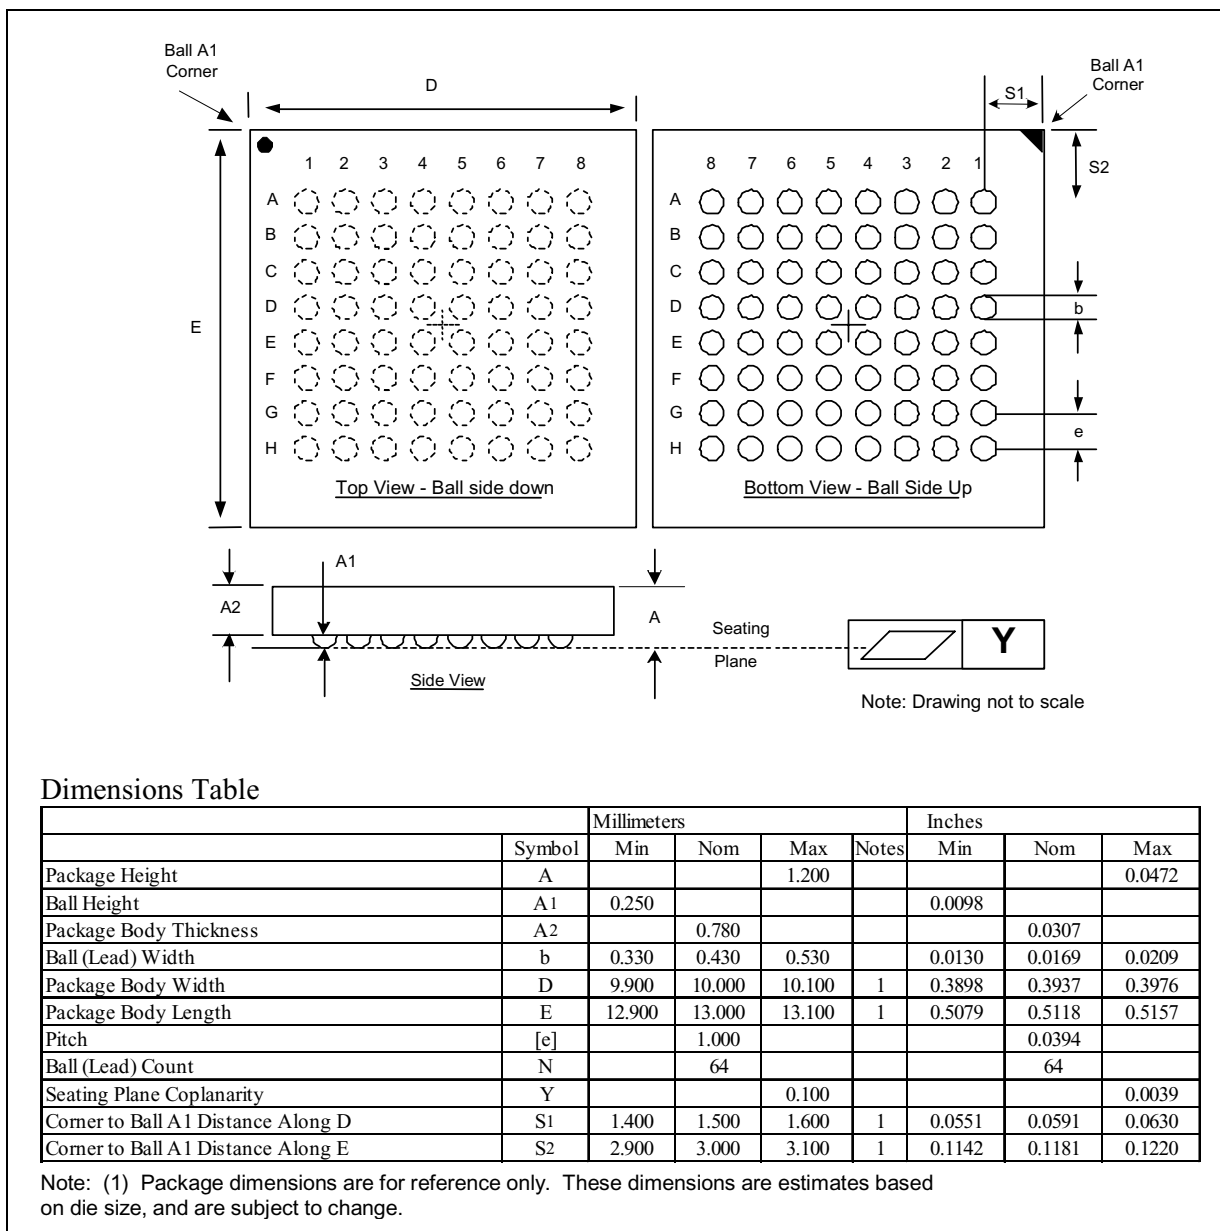 Ball A1
Corner
D
S1
Ball A1
Corner
S2
1 2 3 4 5 6 7 8
8 7 6 5 4 3 2 1
A
B
C
D
E
F
G
H
E
A
B
C
D
E
F
G
H
b
e
Top View - Ball side down
Bottom View - Ball Side Up
A1
A2
A
Seating
Plane
Y
Side View
Note: Drawing not to scale
Dimensions Table
Millimeters Inches
Symbol Min Nom Max Notes Min Nom Max
Package Height A 1.200 0.0472
Ball Height A1 0.250 0.0098
Package Body Thickness A2 0.780 0.0307
Ball (Lead) Width b 0.330 0.430 0.530 0.0130 0.0169 0.0209
Package Body Width D 9.900 10.000 10.100 1 0.3898 0.3937 0.3976
Package Body Length E 12.900 13.000 13.100 1 0.5079 0.5118 0.5157
Pitch [e] 1.000 0.0394
Ball (Lead) Count N 64 64
Seating Plane Coplanarity Y 0.100 0.0039
Corner to Ball A1 Distance Along D S1 1.400 1.500 1.600 1 0.0551 0.0591 0.0630
Corner to Ball A1 Distance Along E S2 2.900 3.000 3.100 1 0.1142 0.1181 0.1220
Note: (1) Package dimensions are for reference only. These dimensions are estimates based
on die size, and are subject to change.